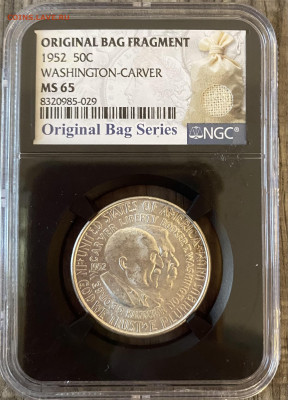 ORIGINAL BAG FRAGMENT
1952 50C
WASHINGTON-CARVER
MS 65
8320985-029
Original Bag Series
NGC
UNITED STATES OF AMERICA
LIBERTY
1952